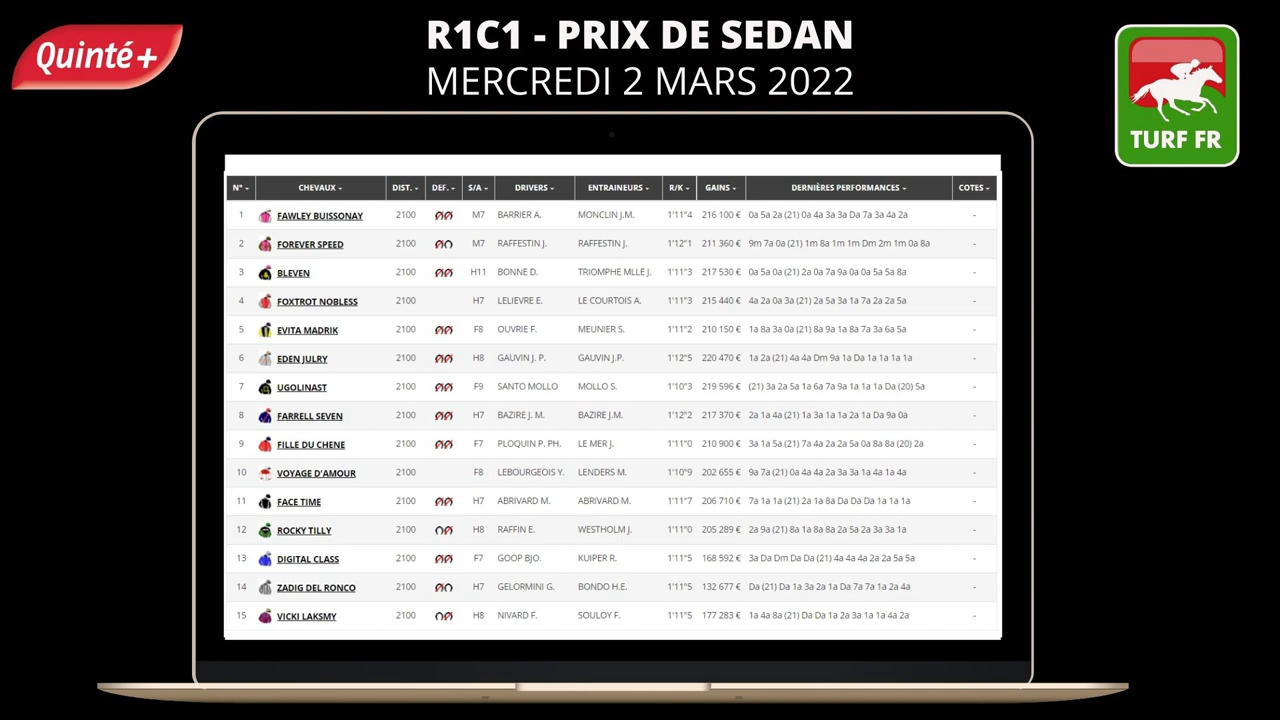 Quinté+
R1C1 - PRIX DE SEDAN
MERCREDI 2 MARS 2022
TURF FR
N° CHEVAUX DIST. DEF. S/A DRIVERS ENTRAINEURS R/K GAINS DERNIÈRES PERFORMANCES COTES
1 FAWLEY BUISSONAY 2100 M7 BARRIER A. MONCLIN J.M. 1'11"4 216 100 € 0a 5a 2a (21) 0a 4a 3a 3a Da 7a 3a 4a 2a -
2 FOREVER SPEED 2100 M7 RAFFESTIN J. RAFFESTIN J. 1'12"1 211 360 € 9m 7a 0a (21) 1m 8a 1m 1m Dm 2m 1m 0a 8a -
3 BLEVEN 2100 H11 BONNE D. TRIOMPHE MLLE J. 1'11"3 217 530 € 0a 5a 0a (21) 2a 0a 7a 9a 0a 0a 5a 5a 8a -
4 FOXTROT NOBLESS 2100 H7 LELIEVRE E. LE COURTOIS A. 1'11"3 215 440 € 4a 2a 0a 3a (21) 2a 5a 3a 1a 7a 2a 2a 5a -
5 EVITA MADRIK 2100 F8 OUVRIE F. MEUNIER S. 1'11"2 210 150 € 1a 8a 3a 0a (21) 8a 9a 1a 8a 7a 3a 6a 5a -
6 EDEN JULRY 2100 H8 GAUVIN J. P. GAUVIN J.P. 1'12"5 220 470 € 1a 2a (21) 4a 4a Dm 9a 1a Da 1a 1a 1a 1a -
7 UGOLINAST 2100 F9 SANTO MOLLO MOLLO S. 1'10"3 219 596 € (21) 3a 2a 5a 1a 6a 7a 9a 1a 1a 1a Da (20) 5a -
8 FARRELL SEVEN 2100 H7 BAZIRE J. M. BAZIRE J.M. 1'12"2 217 370 € 2a 1a 4a (21) 1a 3a 1a 1a 2a 1a Da 9a 0a -
9 FILLE DU CHENE 2100 F7 PLOQUIN P. PH. LE MER J. 1'11"0 210 900 € 3a 1a 5a (21) 7a 4a 2a 2a 5a 0a 8a 8a (20) 2a -
10 VOYAGE D'AMOUR 2100 F8 LEBOURGEOIS Y. LENDERS M. 1'10"9 202 655 € 9a 7a (21) 0a 4a 4a 2a 3a 3a 1a 4a 1a 4a -
11 FACE TIME 2100 H7 ABRIVARD M. ABRIVARD M. 1'11"7 206 710 € 7a 1a 1a (21) 2a 1a 8a Da Da Da 1a 1a 1a -
12 ROCKY TILLY 2100 H8 RAFFIN E. WESTHOLM J. 1'11"0 205 289 € 2a 9a (21) 8a 1a 8a 8a 2a 5a 2a 3a 3a 1a -
13 DIGITAL CLASS 2100 F7 GOOP BJO. KUIPER R. 1'11"5 168 592 € 3a Da Dm Da Da (21) 4a 4a 4a 2a 2a 5a 5a -
14 ZADIG DEL RONCO 2100 H7 GELORMINI G. BONDO H.E. 1'11"5 132 677 € Da (21) Da 1a 3a 2a 1a Da 7a 7a 1a 2a 4a -
15 VICKI LAKSMY 2100 H8 NIVARD F. SOULOY F. 1'11"5 177 283 € 1a 4a 8a (21) Da Da 1a 2a 3a 1a 1a 4a 2a -